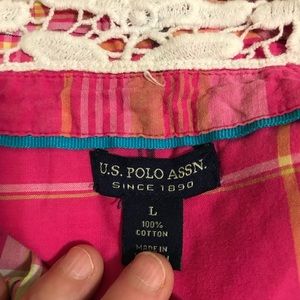 U.S. POLO ASSN.
SINCE 1890
L
100%
COTTON
MADE IN